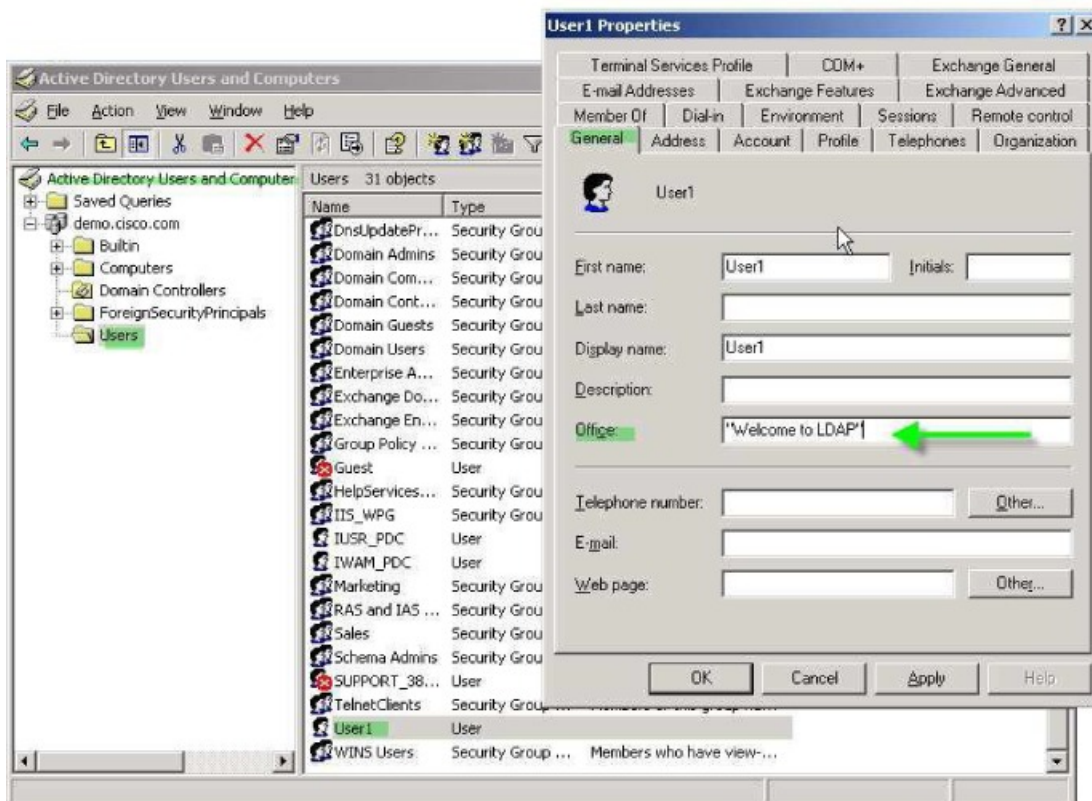 User1 Properties
Terminal Services Profile COM+ Exchange General
E-mail Addresses Exchange Features Exchange Advanced
Member Of Dial-in Environment Sessions Remote control
General Address Account Profile Telephones Organization
User1
First name: User1 Initials:
Last name:
Display name: User1
Description:
Office: "Welcome to LDAP"
Telephone number: Other...
E-mail:
Web page: Other...
OK Cancel Apply Help
Active Directory Users and Computers
File Action View Window Help
Active Directory Users and Computer
Saved Queries
demo.cisco.com
Builtin
Computers
Domain Controllers
ForeignSecurityPrincipals
Users
Users 31 objects
Name Type
DnsUpdatePr... Security Grou
Domain Admins Security Grou
Domain Com... Security Grou
Domain Cont... Security Grou
Domain Guests Security Grou
Domain Users Security Grou
Enterprise A... Security Grou
Exchange Do... Security Grou
Exchange En... Security Grou
Group Policy ... Security Grou
Guest User
HelpServices... Security Grou
IIS_WPG Security Grou
IUSR_PDC User
IWAM_PDC User
Marketing Security Grou
RAS and IAS ... Security Grou
Sales Security Grou
Schema Admins Security Grou
SUPPORT_38... User
TelnetClients Security Group ... Members of this group ha...
User1 User
WINS Users Security Group ... Members who have view-...